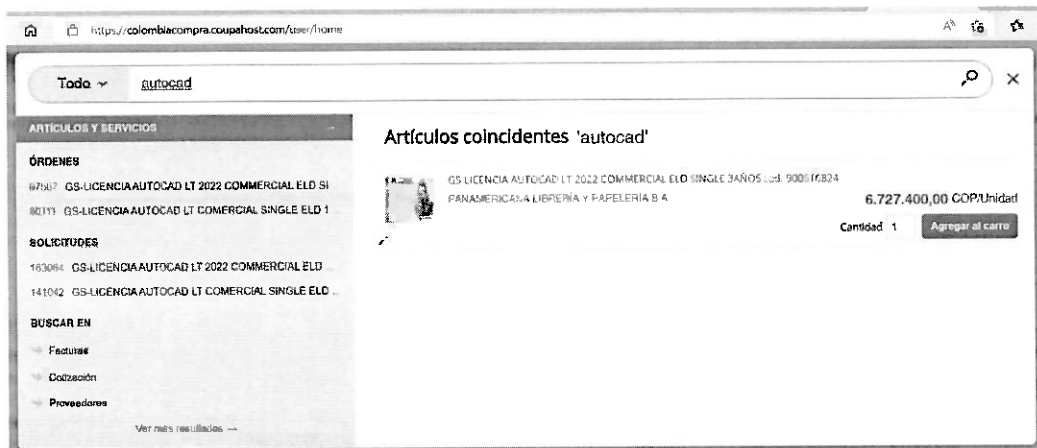 https://colombiacompra.coupahost.com/user/home
Todo autocad
ARTÍCULOS Y SERVICIOS
ÓRDENES
97567 GS-LICENCIA AUTOCAD LT 2022 COMMERCIAL ELD SI
GS-LICENCIA AUTOCAD LT COMERCIAL SINGLE ELD 1
SOLICITUDES
163064 GS-LICENCIA AUTOCAD LT 2022 COMMERCIAL ELD ...
141042 GS-LICENCIA AUTOCAD LT COMERCIAL SINGLE ELD ...
BUSCAR EN
Facturas
Cotización
Proveedores
Ver más resultados →
Artículos coincidentes 'autocad'
GS LICENCIA AUTOCAD LT 2022 COMMERCIAL ELD SINGLE 3AÑOS cod. 900516824
PANAMERICANA LIBRERÍA Y PAPELERÍA S A
6.727.400,00 COP/Unidad
Cantidad 1 Agregar al carro